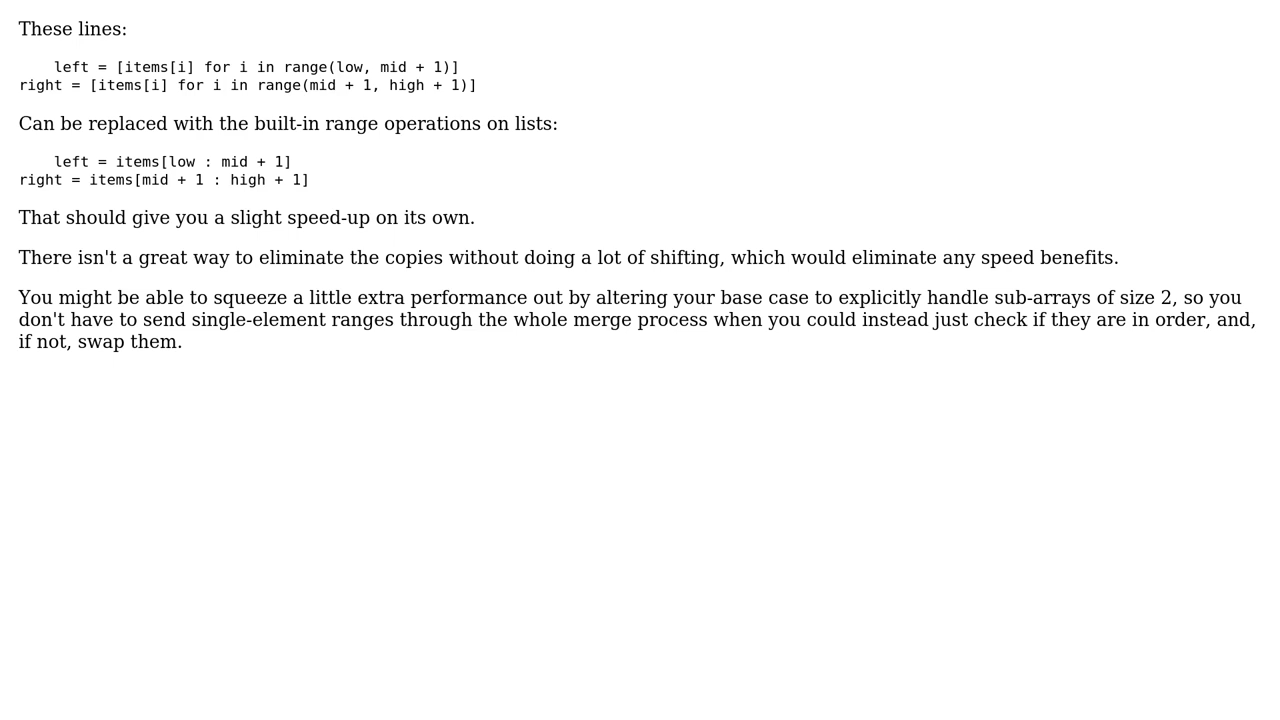 These lines:
    left = [items[i] for i in range(low, mid + 1)]
right = [items[i] for i in range(mid + 1, high + 1)]
Can be replaced with the built-in range operations on lists:
    left = items[low : mid + 1]
right = items[mid + 1 : high + 1]
That should give you a slight speed-up on its own.
There isn't a great way to eliminate the copies without doing a lot of shifting, which would eliminate any speed benefits.
You might be able to squeeze a little extra performance out by altering your base case to explicitly handle sub-arrays of size 2, so you
don't have to send single-element ranges through the whole merge process when you could instead just check if they are in order, and,
if not, swap them.